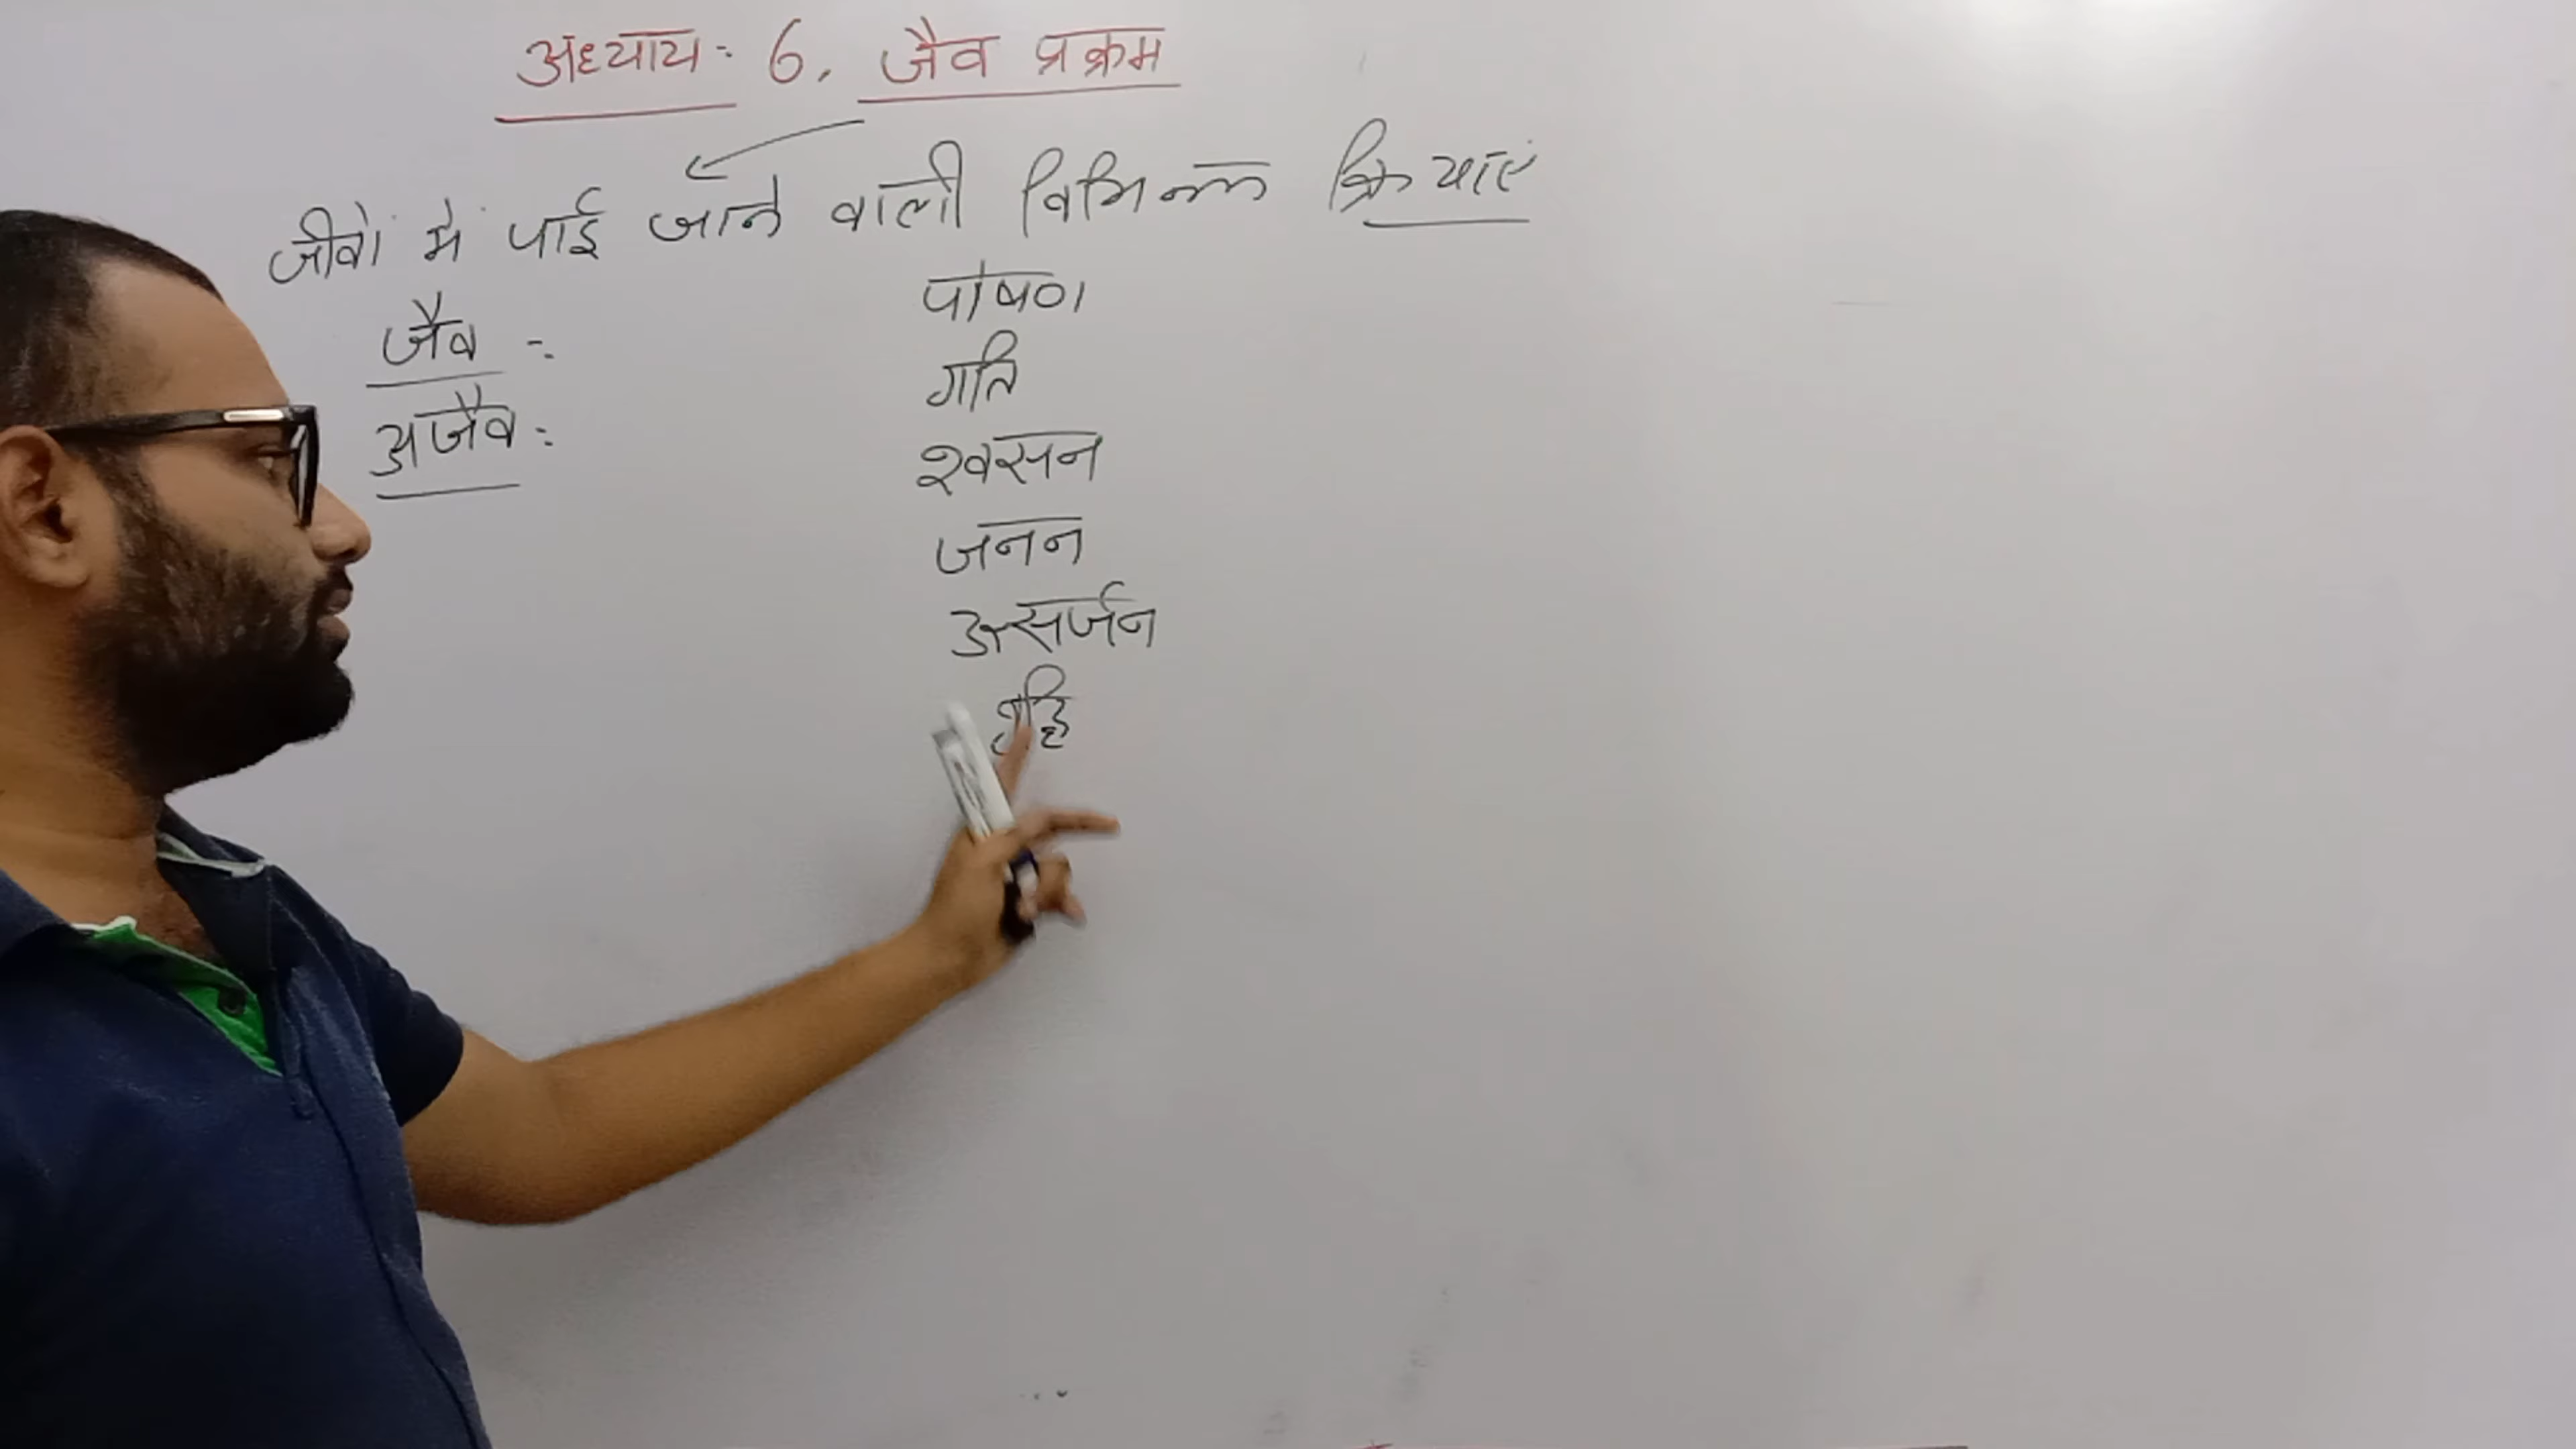 अध्याय:- 6. जैव प्रक्रम
जीवों में पाई जाने वाली विभिन्न क्रियाएं
जैव :-
अजैव :
पोषण
गति
श्वसन
जनन
उत्सर्जन
वृद्धि